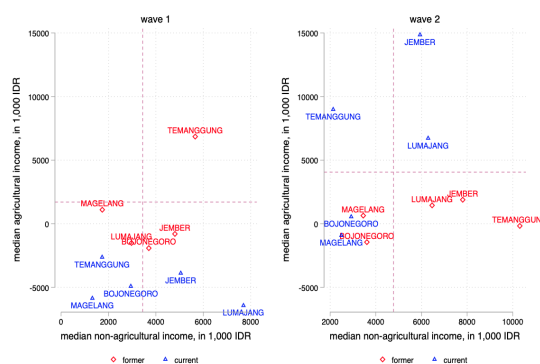 wave 1
wave 2
median agricultural income, in 1,000 IDR
15000
10000
5000
0
-5000
TEMANGGUNG
MAGELANG
JEMBER
LUMAJANG
BOJONEGORO
TEMANGGUNG
JEMBER
BOJONEGORO
MAGELANG
LUMAJANG
0
2000
4000
6000
8000
median non-agricultural income, in 1,000 IDR
median agricultural income, in 1,000 IDR
15000
10000
5000
0
-5000
JEMBER
TEMANGGUNG
LUMAJANG
JEMBER
LUMAJANG
MAGELANG
TEMANGGUNG
BOJONEGORO
BOJONEGORO
MAGELANG
2000
4000
6000
8000
10000
median non-agricultural income, in 1,000 IDR
former
current
former
current